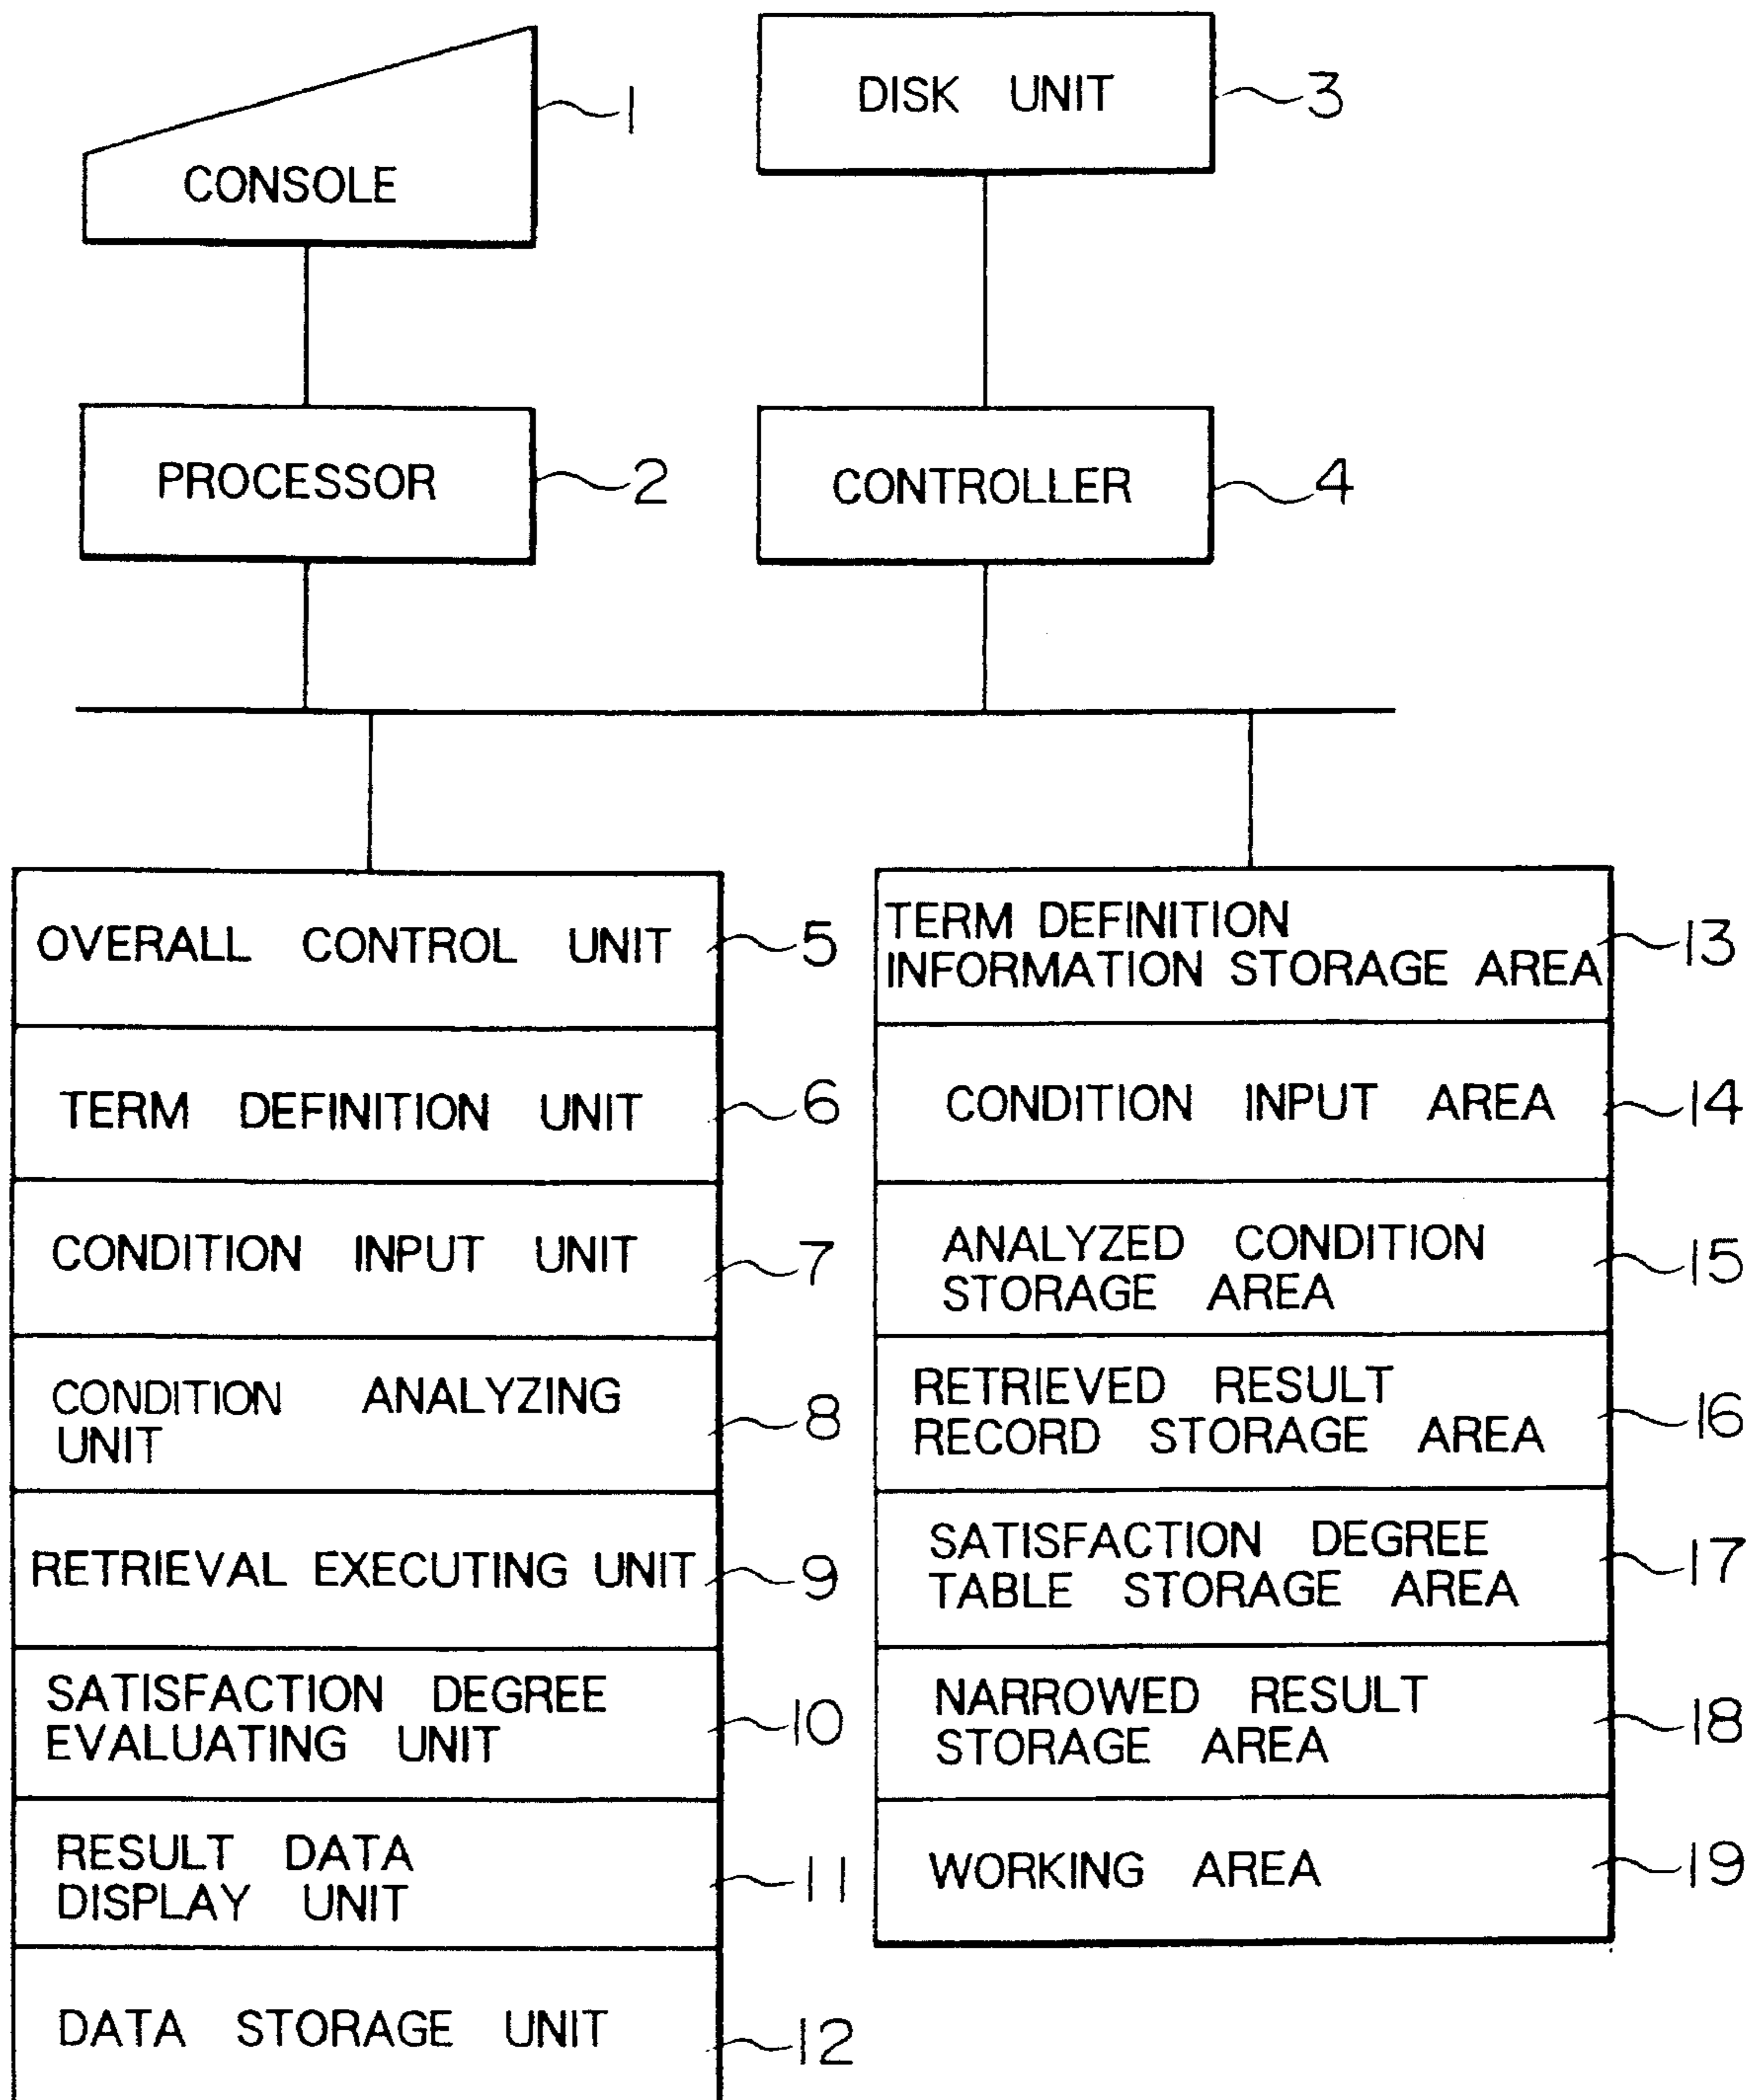 CONSOLE
1
DISK UNIT
3
PROCESSOR
2
CONTROLLER
4
OVERALL CONTROL UNIT
5
TERM DEFINITION UNIT
6
CONDITION INPUT UNIT
7
CONDITION ANALYZING
UNIT
8
RETRIEVAL EXECUTING UNIT
9
SATISFACTION DEGREE
EVALUATING UNIT
10
RESULT DATA
DISPLAY UNIT
11
DATA STORAGE UNIT
12
TERM DEFINITION
INFORMATION STORAGE AREA
13
CONDITION INPUT AREA
14
ANALYZED CONDITION
STORAGE AREA
15
RETRIEVED RESULT
RECORD STORAGE AREA
16
SATISFACTION DEGREE
TABLE STORAGE AREA
17
NARROWED RESULT
STORAGE AREA
18
WORKING AREA
19